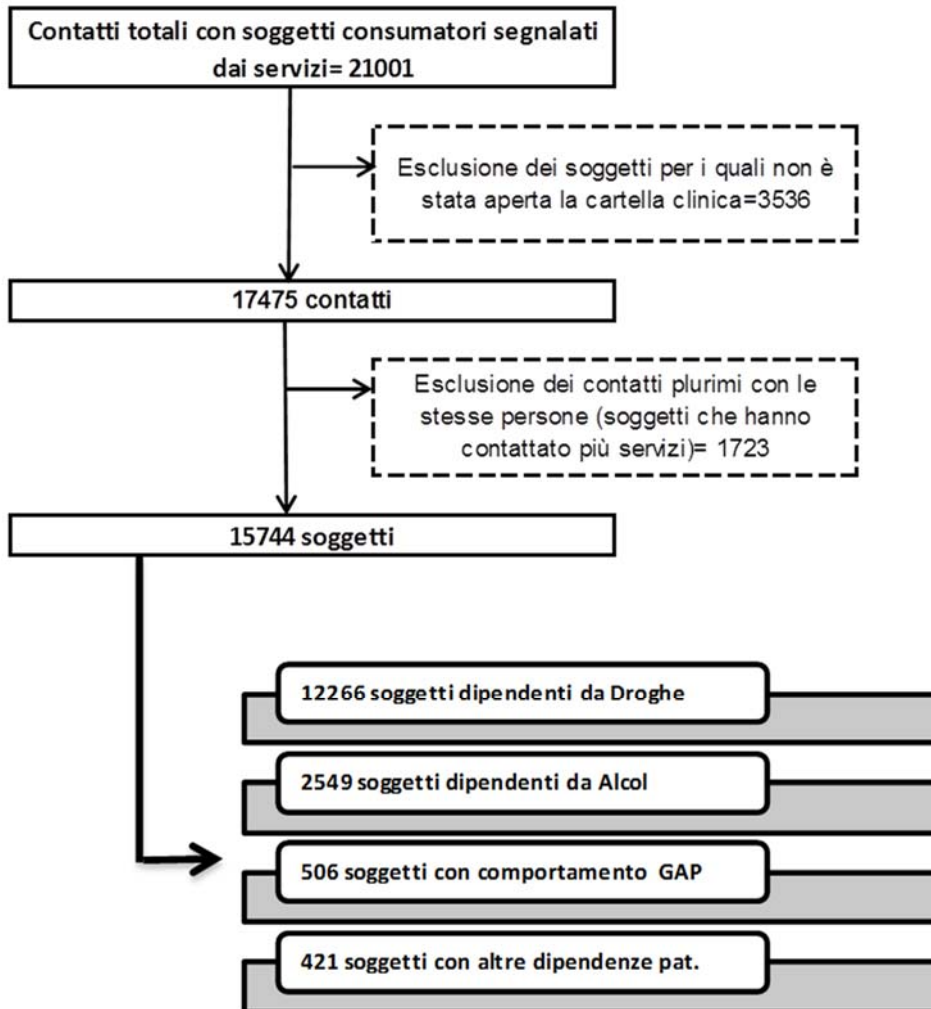 Contatti totali con soggetti consumatori segnalati
dai servizi= 21001
Esclusione dei soggetti per i quali non è
stata aperta la cartella clinica=3536
17475 contatti
Esclusione dei contatti plurimi con le
stesse persone (soggetti che hanno
contattato più servizi)= 1723
15744 soggetti
12266 soggetti dipendenti da Droghe
2549 soggetti dipendenti da Alcol
506 soggetti con comportamento GAP
421 soggetti con altre dipendenze pat.